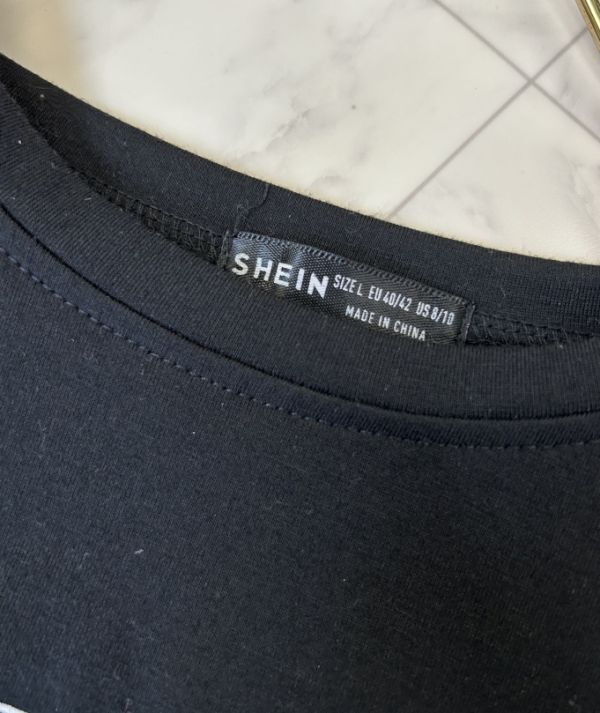 SHEIN SIZE L EU 40/42 US 8/10
MADE IN CHINA